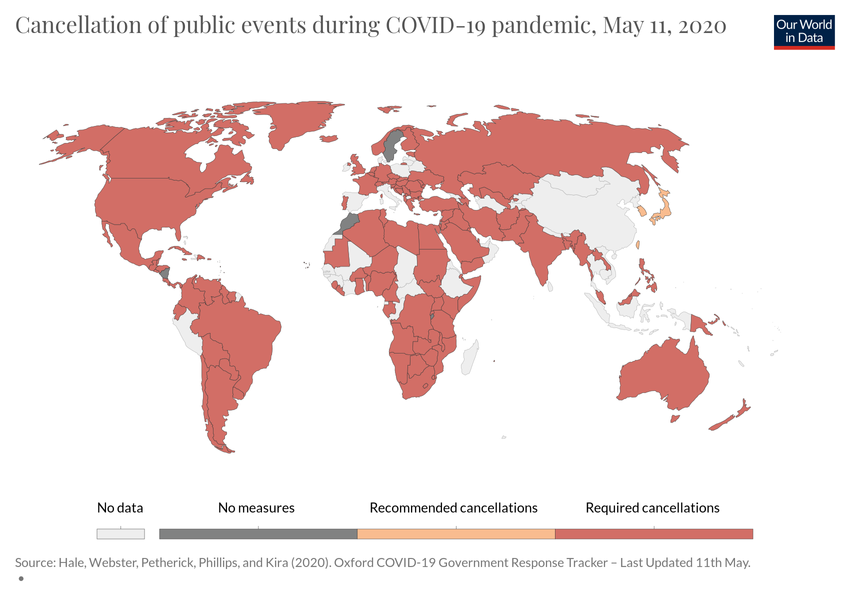 Cancellation of public events during COVID-19 pandemic, May 11, 2020
Our World
in Data
No data
No measures
Recommended cancellations
Required cancellations
Source: Hale, Webster, Petherick, Phillips, and Kira (2020). Oxford COVID-19 Government Response Tracker – Last Updated 11th May.
•